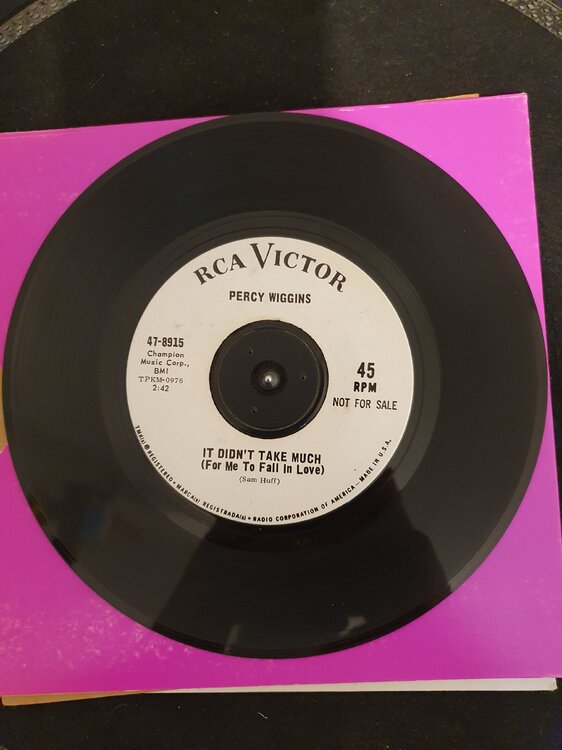 RCA VICTOR
PERCY WIGGINS
47-8915
Champion
Music Corp.,
BMI
TPKM-0976
2:42
45
RPM
NOT FOR SALE
IT DIDN'T TAKE MUCH
(For Me To Fall In Love)
(Sam Huff)
TMK(s) ® REGISTERED • MARCA(s) REGISTRADA(s) • RADIO CORPORATION OF AMERICA - MADE IN U.S.A.